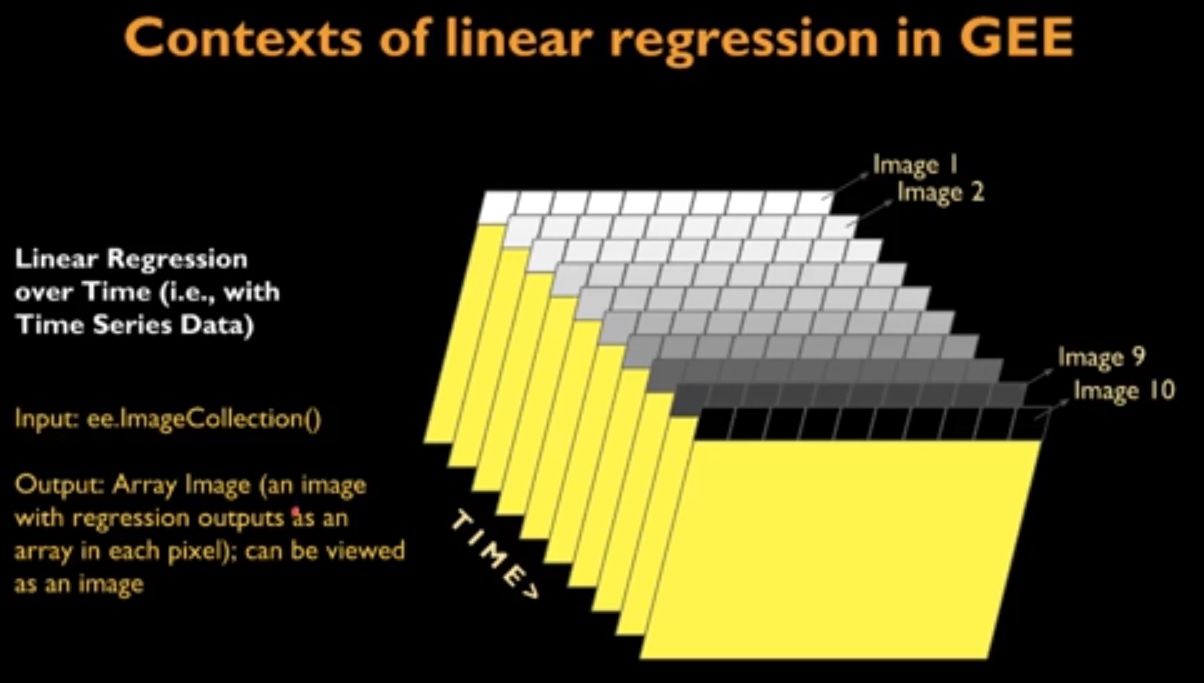 Contexts of linear regression in GEE
Image 1
Image 2
Linear Regression
over Time (i.e., with
Time Series Data)
Image 9
Image 10
Input: ee.ImageCollection()
Output: Array Image (an image
with regression outputs as an
array in each pixel); can be viewed
as an image
TIME>